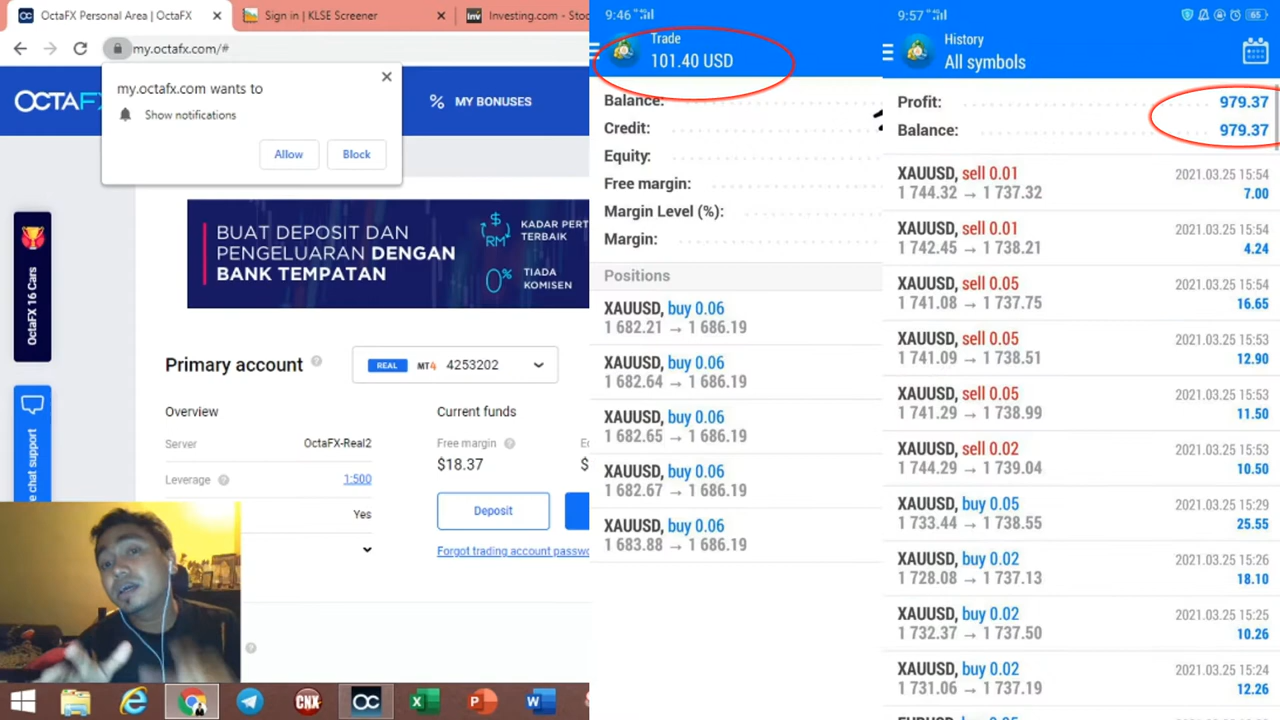 OctaFX Personal Area | OctaFX
Sign in | KLSE Screener
Investing.com - Stoc
my.octafx.com/#
my.octafx.com wants to
Show notifications
Allow
Block
OCTAFX
% MY BONUSES
BUAT DEPOSIT DAN
PENGELUARAN DENGAN
BANK TEMPATAN
$
RM
KADAR PERT
TERBAIK
0%
TIADA
KOMISEN
OctaFX 16 Cars
e chat support
Primary account ?
REAL MT4 4253202
Overview
Server OctaFX-Real2
Leverage ? 1:500
Yes
Current funds
Free margin ?
$18.37
Deposit
Forgot trading account passwo
?
CNX
OC
9:46
Trade
101.40 USD
Balance:
Credit:
Equity:
Free margin:
Margin Level (%):
Margin:
Positions
XAUUSD, buy 0.06
1 682.21 → 1 686.19
XAUUSD, buy 0.06
1 682.64 → 1 686.19
XAUUSD, buy 0.06
1 682.65 → 1 686.19
XAUUSD, buy 0.06
1 682.67 → 1 686.19
XAUUSD, buy 0.06
1 683.88 → 1 686.19
9:57
65
History
All symbols
Profit: 979.37
Balance: 979.37
XAUUSD, sell 0.01 2021.03.25 15:54
1 744.32 → 1 737.32 7.00
XAUUSD, sell 0.01 2021.03.25 15:54
1 742.45 → 1 738.21 4.24
XAUUSD, sell 0.05 2021.03.25 15:54
1 741.08 → 1 737.75 16.65
XAUUSD, sell 0.05 2021.03.25 15:53
1 741.09 → 1 738.51 12.90
XAUUSD, sell 0.05 2021.03.25 15:53
1 741.29 → 1 738.99 11.50
XAUUSD, sell 0.02 2021.03.25 15:53
1 744.29 → 1 739.04 10.50
XAUUSD, buy 0.05 2021.03.25 15:29
1 733.44 → 1 738.55 25.55
XAUUSD, buy 0.02 2021.03.25 15:26
1 728.08 → 1 737.13 18.10
XAUUSD, buy 0.02 2021.03.25 15:25
1 732.37 → 1 737.50 10.26
XAUUSD, buy 0.02 2021.03.25 15:24
1 731.06 → 1 737.19 12.26